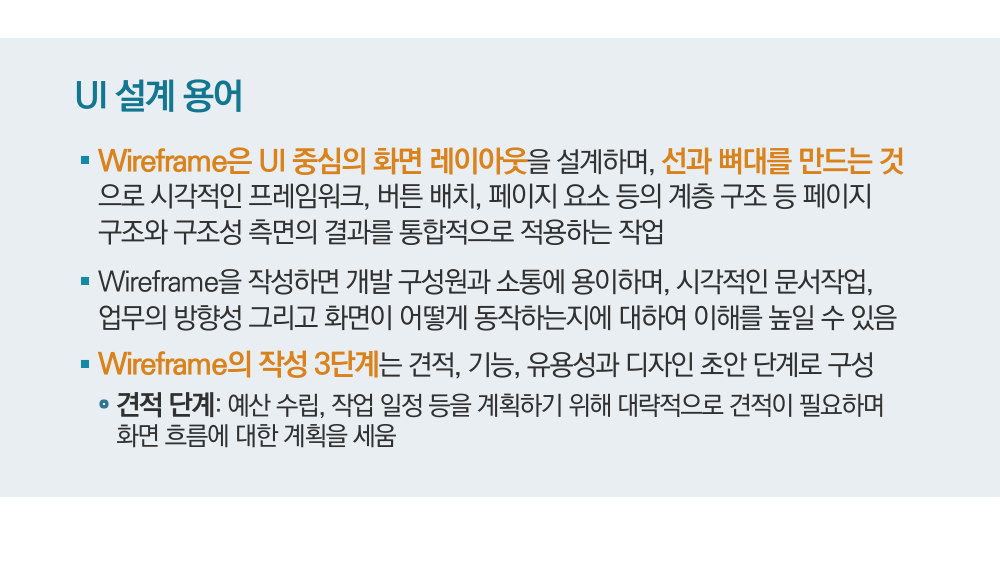 UI 설계 용어
▪ Wireframe은 UI 중심의 화면 레이아웃을 설계하며, 선과 뼈대를 만드는 것
으로 시각적인 프레임워크, 버튼 배치, 페이지 요소 등의 계층 구조 등 페이지
구조와 구조성 측면의 결과를 통합적으로 적용하는 작업
▪ Wireframe을 작성하면 개발 구성원과 소통에 용이하며, 시각적인 문서작업,
업무의 방향성 그리고 화면이 어떻게 동작하는지에 대하여 이해를 높일 수 있음
▪ Wireframe의 작성 3단계는 견적, 기능, 유용성과 디자인 초안 단계로 구성
견적 단계: 예산 수립, 작업 일정 등을 계획하기 위해 대략적으로 견적이 필요하며
화면 흐름에 대한 계획을 세움